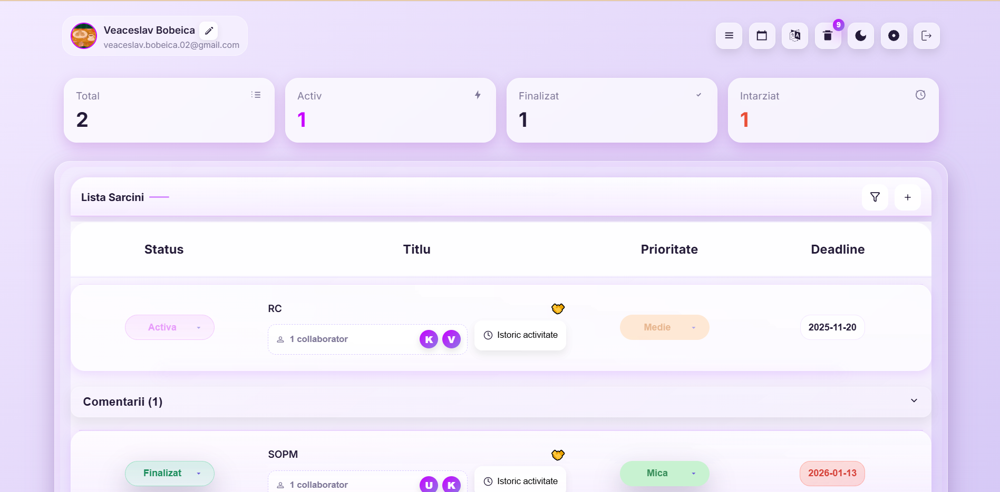 Veaceslav Bobeica
veaceslav.bobeica.02@gmail.com
9
Total
2
Activ
1
Finalizat
1
Intarziat
1
Lista Sarcini
Status Titlu Prioritate Deadline
RC
Activa
1 collaborator K V
Istoric activitate
Medie
2025-11-20
Comentarii (1)
SOPM
Finalizat
1 collaborator U K
Istoric activitate
Mica
2026-01-13